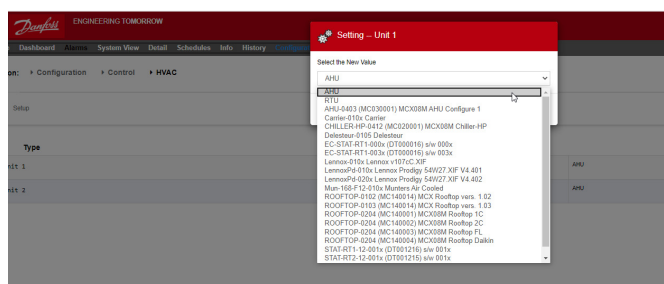 Danfoss ENGINEERING TOMORROW
Setting -- Unit 1
Dashboard Alarms System View Detail Schedules Info History
Select the New Value
on: Configuration Control HVAC
AHU
AHU
RTU
Setup
AHU-0403 (MC030001) MCX08M AHU Configure 1
Carrier-010x Carrier
CHILLER-HP-0412 (MC020001) MCX08M Chiller-HP
Delesteur-0105 Delesteur
Type
EC-STAT-RT1-000x (DT000016) s/w 000x
EC-STAT-RT1-003x (DT000016) s/w 003x
nit 1
AHU
Lennox-010x Lennox v107cC.XIF
LennoxPd-010x Lennox Prodigy 54W27.XIF V4.401
LennoxPd-020x Lennox Prodigy 54W27.XIF V4.402
nit 2
AHU
Mun-168-F12-010x Munters Air Cooled
ROOFTOP-0102 (MC140014) MCX Rooftop vers. 1.02
ROOFTOP-0103 (MC140014) MCX Rooftop vers. 1.03
ROOFTOP-0204 (MC140001) MCX08M Rooftop 1C
ROOFTOP-0204 (MC140002) MCX08M Rooftop 2C
ROOFTOP-0204 (MC140003) MCX08M Rooftop FL
ROOFTOP-0204 (MC140004) MCX08M Rooftop Daikin
STAT-RT1-12-001x (DT001216) s/w 001x
STAT-RT2-12-001x (DT001215) s/w 001x